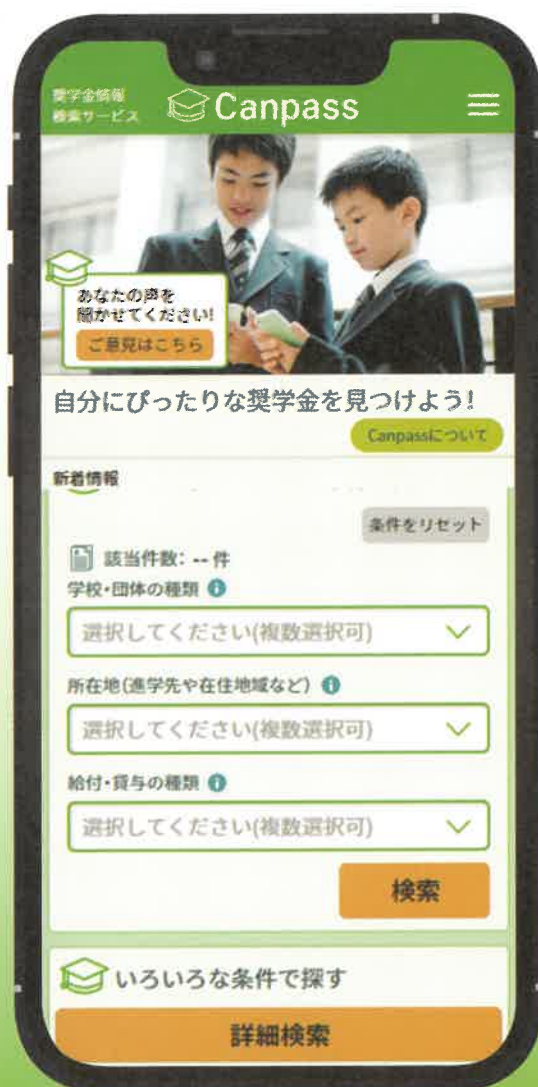 奨学金情報
検索サービス
Canpass
あなたの声を
聞かせてください!
ご意見はこちら
自分にぴったりな奨学金を見つけよう!
Canpassについて
新着情報
条件をリセット
該当件数: -- 件
学校・団体の種類
選択してください(複数選択可)
所在地(進学先や在住地域など)
選択してください(複数選択可)
給付・貸与の種類
選択してください(複数選択可)
検索
いろいろな条件で探す
詳細検索